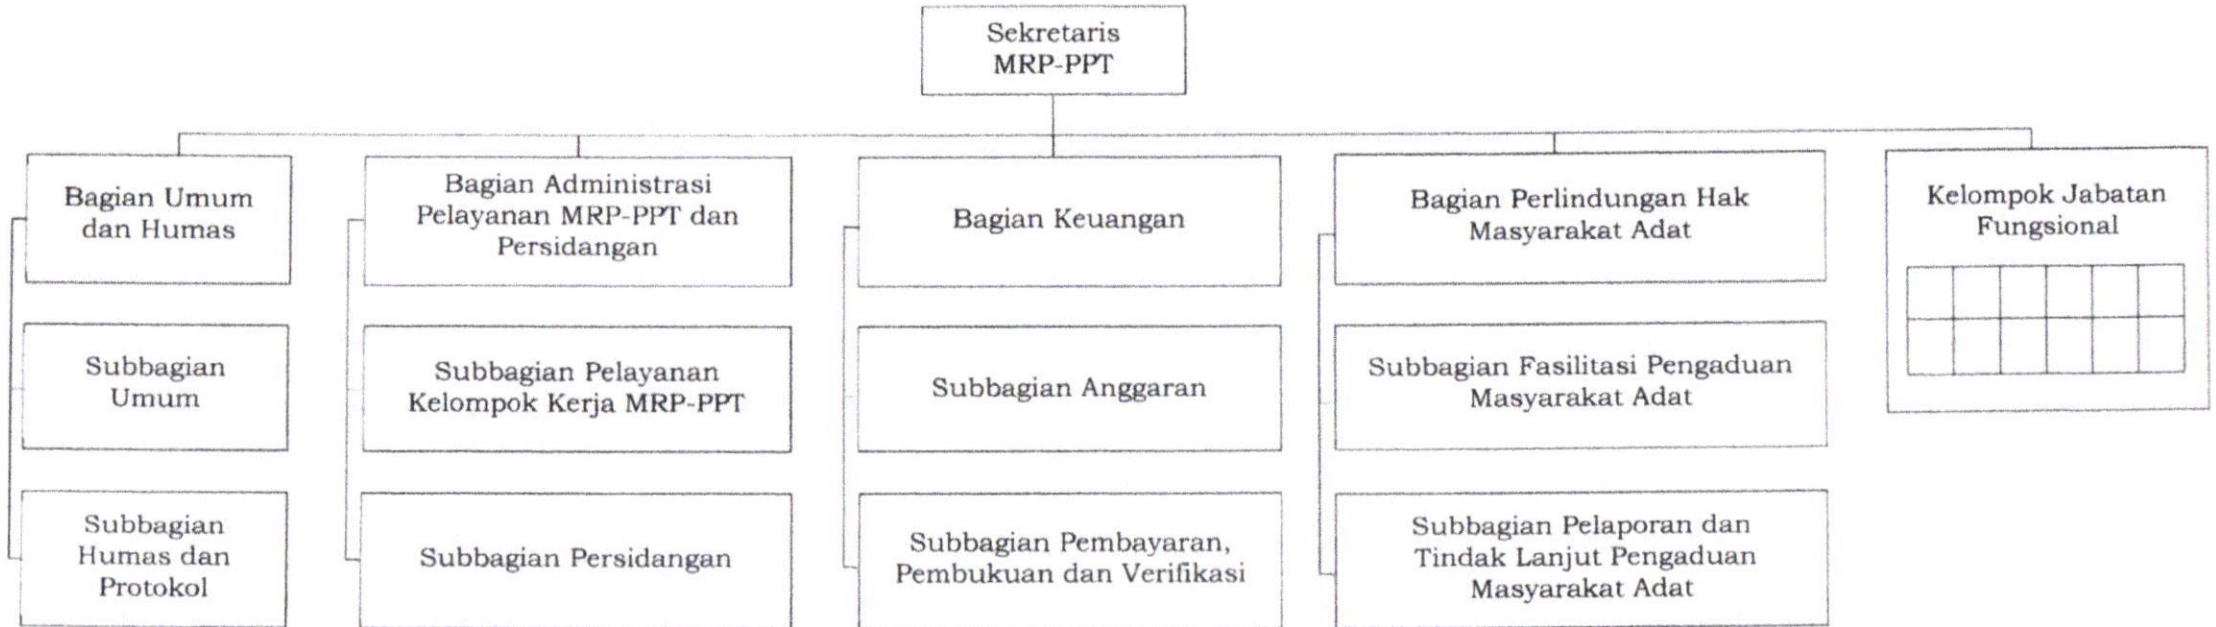 Sekretaris
MRP-PPT
Bagian Umum
dan Humas
Bagian Administrasi
Pelayanan MRP-PPT dan
Persidangan
Bagian Keuangan
Bagian Perlindungan Hak
Masyarakat Adat
Kelompok Jabatan
Fungsional
Subbagian
Umum
Subbagian Pelayanan
Kelompok Kerja MRP-PPT
Subbagian Anggaran
Subbagian Fasilitasi Pengaduan
Masyarakat Adat
Subbagian
Humas dan
Protokol
Subbagian Persidangan
Subbagian Pembayaran,
Pembukuan dan Verifikasi
Subbagian Pelaporan dan
Tindak Lanjut Pengaduan
Masyarakat Adat